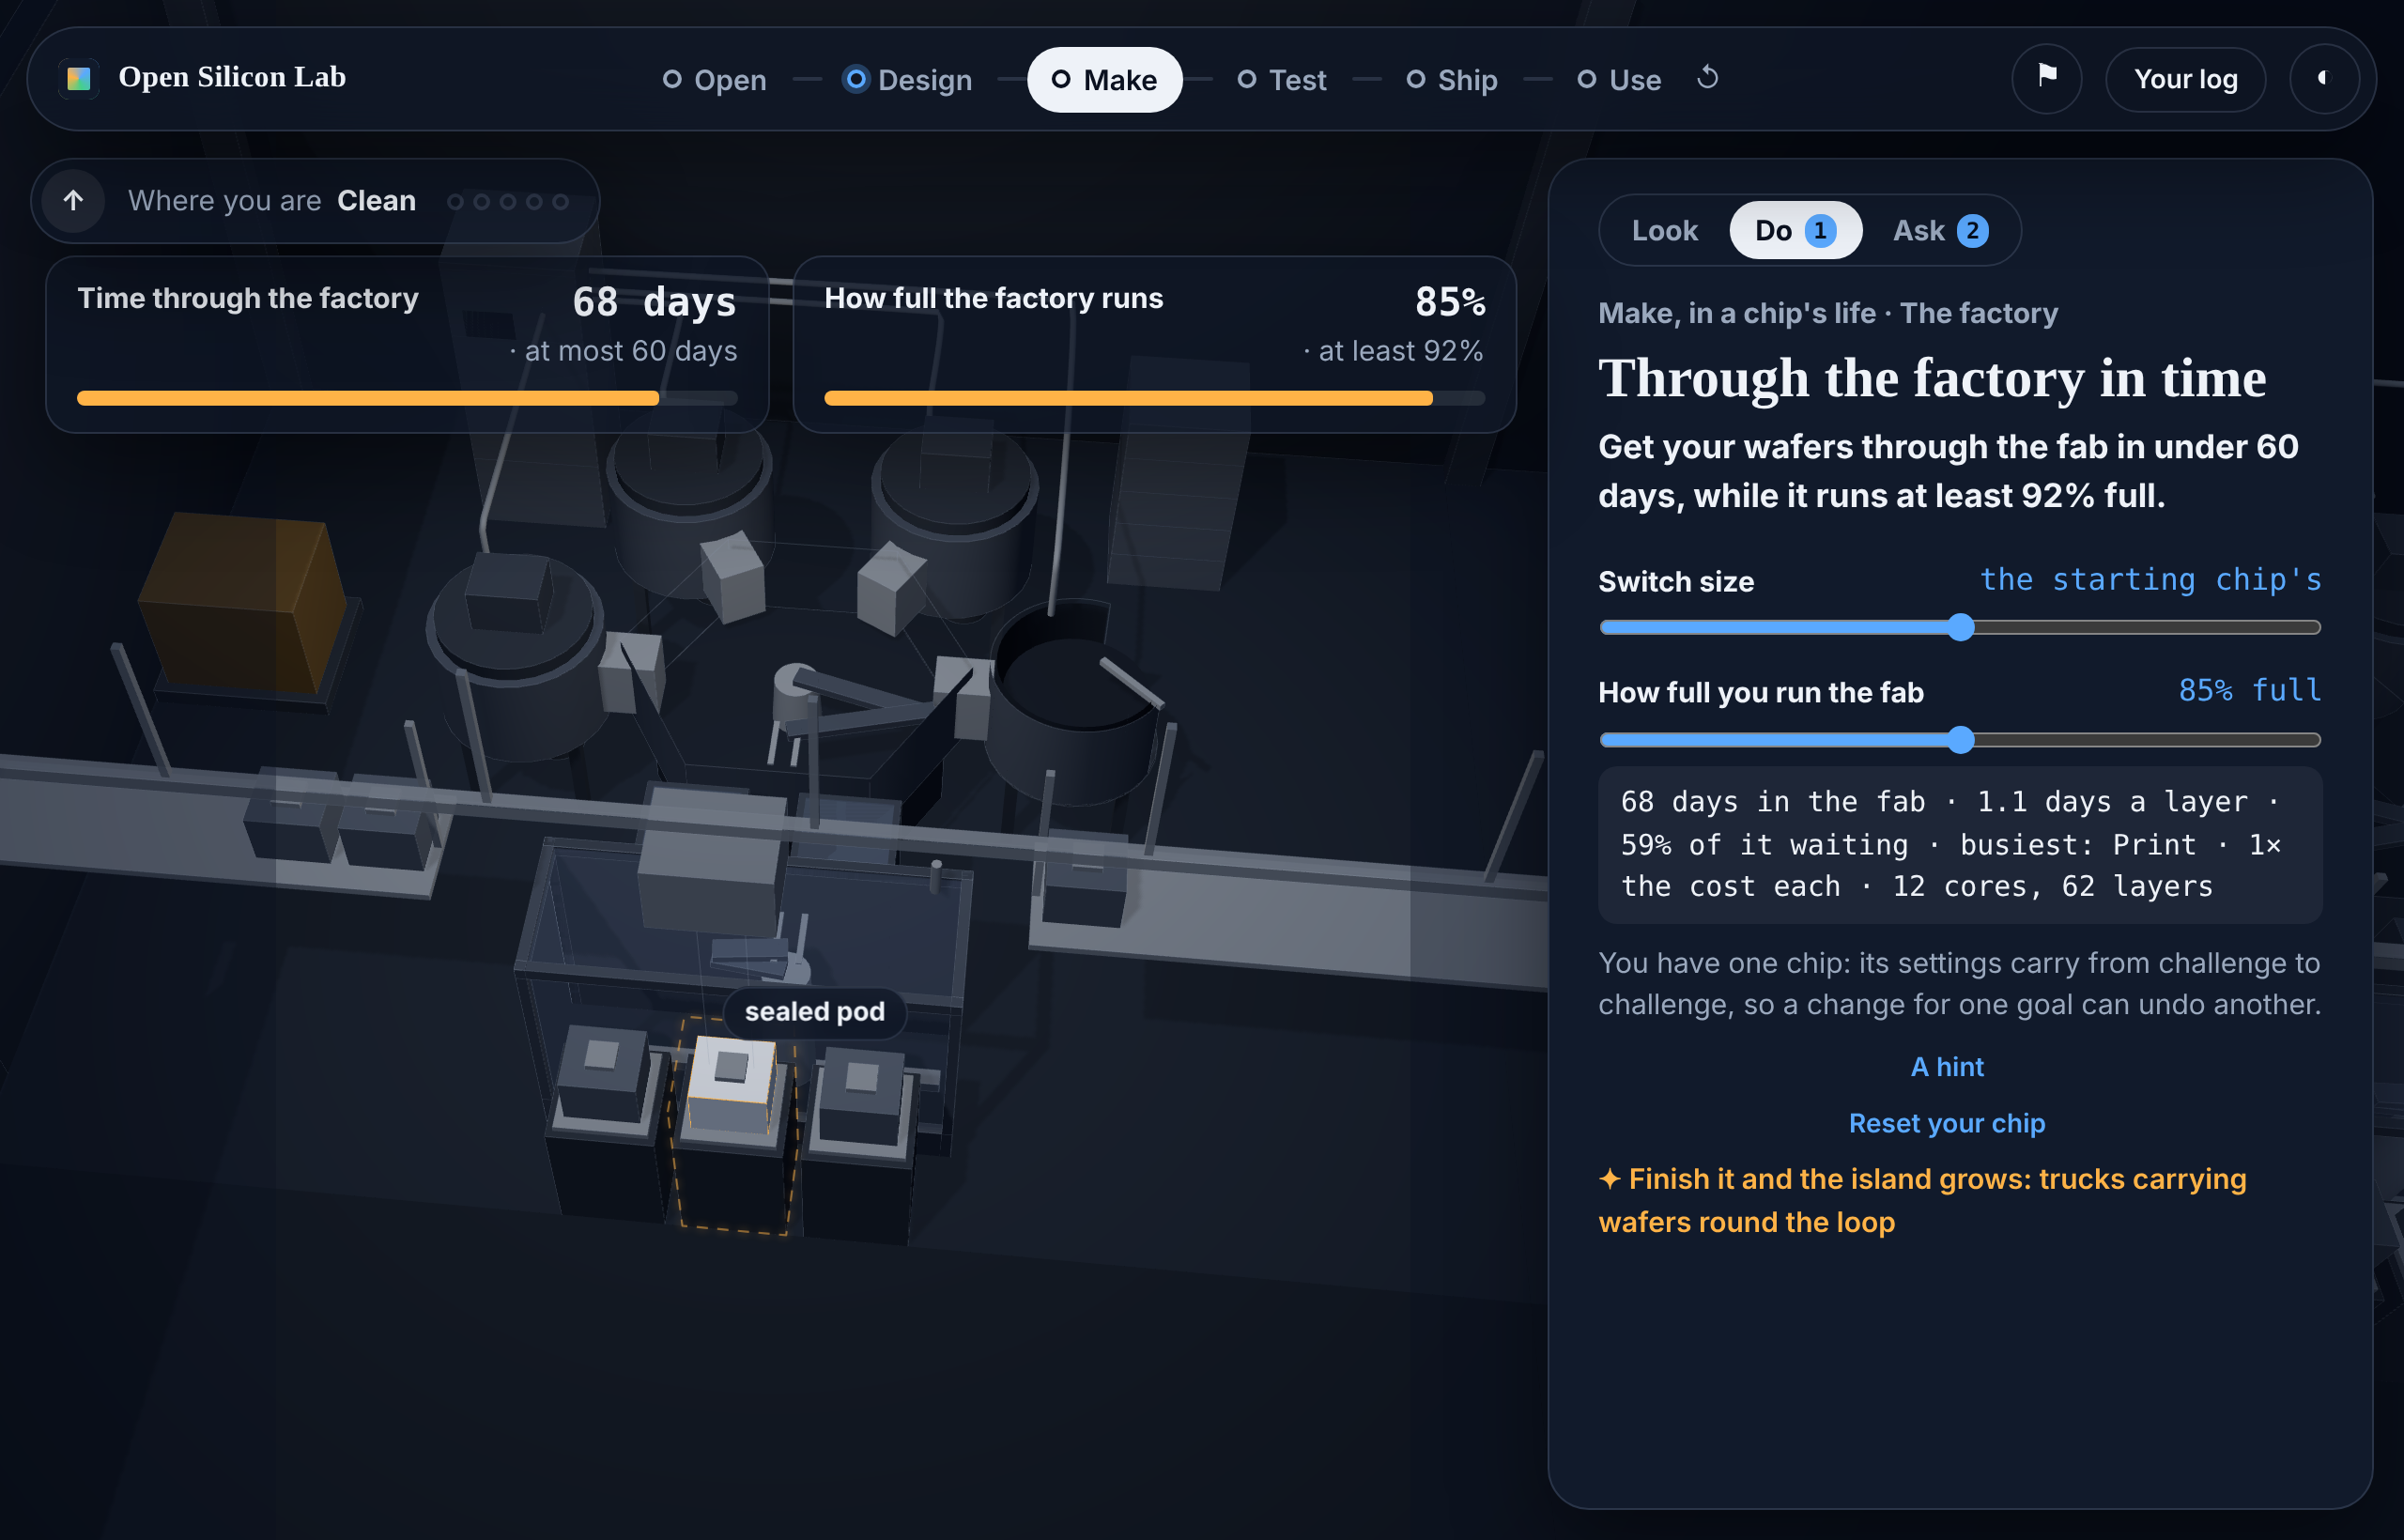 Open Silicon Lab
Open
Design
Make
Test
Ship
Use
Your log
Where you are Clean
Time through the factory
68 days
· at most 60 days
How full the factory runs
85%
· at least 92%
sealed pod
Look
Do 1
Ask 2
Make, in a chip's life · The factory
Through the factory in time
Get your wafers through the fab in under 60
days, while it runs at least 92% full.
Switch size
the starting chip's
How full you run the fab
85% full
68 days in the fab · 1.1 days a layer ·
59% of it waiting · busiest: Print · 1×
the cost each · 12 cores, 62 layers
You have one chip: its settings carry from challenge to
challenge, so a change for one goal can undo another.
A hint
Reset your chip
✦ Finish it and the island grows: trucks carrying
wafers round the loop